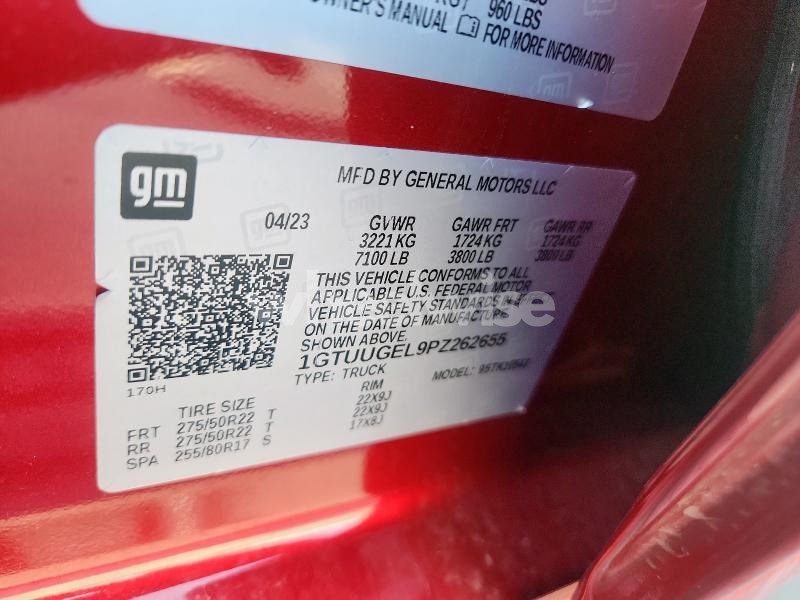 960 LBS
OWNER'S MANUAL FOR MORE INFORMATION.
gm
MFD BY GENERAL MOTORS LLC
04/23 GVWR GAWR FRT GAWR RR
3221 KG 1724 KG 1724 KG
7100 LB 3800 LB 3800 LB
THIS VEHICLE CONFORMS TO ALL
APPLICABLE U.S. FEDERAL MOTOR
VEHICLE SAFETY STANDARDS IN
ON THE DATE OF MANUFACTURE
SHOWN ABOVE.
1GTUUGEL9PZ262655
170H
TYPE: TRUCK MODEL:
TIRE SIZE RIM
FRT 275/50R22 T 22X9J
RR 275/50R22 T 22X9J
SPA 255/80R17 S 17X8J